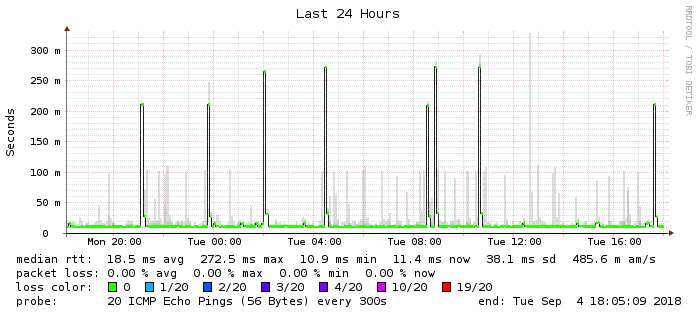 Last 24 Hours
RRDTOOL / TOBI OETIKER
Seconds
300 m
250 m
200 m
150 m
100 m
50 m
0
Mon 20:00 Tue 00:00 Tue 04:00 Tue 08:00 Tue 12:00 Tue 16:00
median rtt: 18.5 ms avg 272.5 ms max 10.9 ms min 11.4 ms now 38.1 ms sd 485.6 m am/s
packet loss: 0.00 % avg 0.00 % max 0.00 % min 0.00 % now
loss color: 0 1/20 2/20 3/20 4/20 10/20 19/20
probe: 20 ICMP Echo Pings (56 Bytes) every 300s end: Tue Sep 4 18:05:09 2018